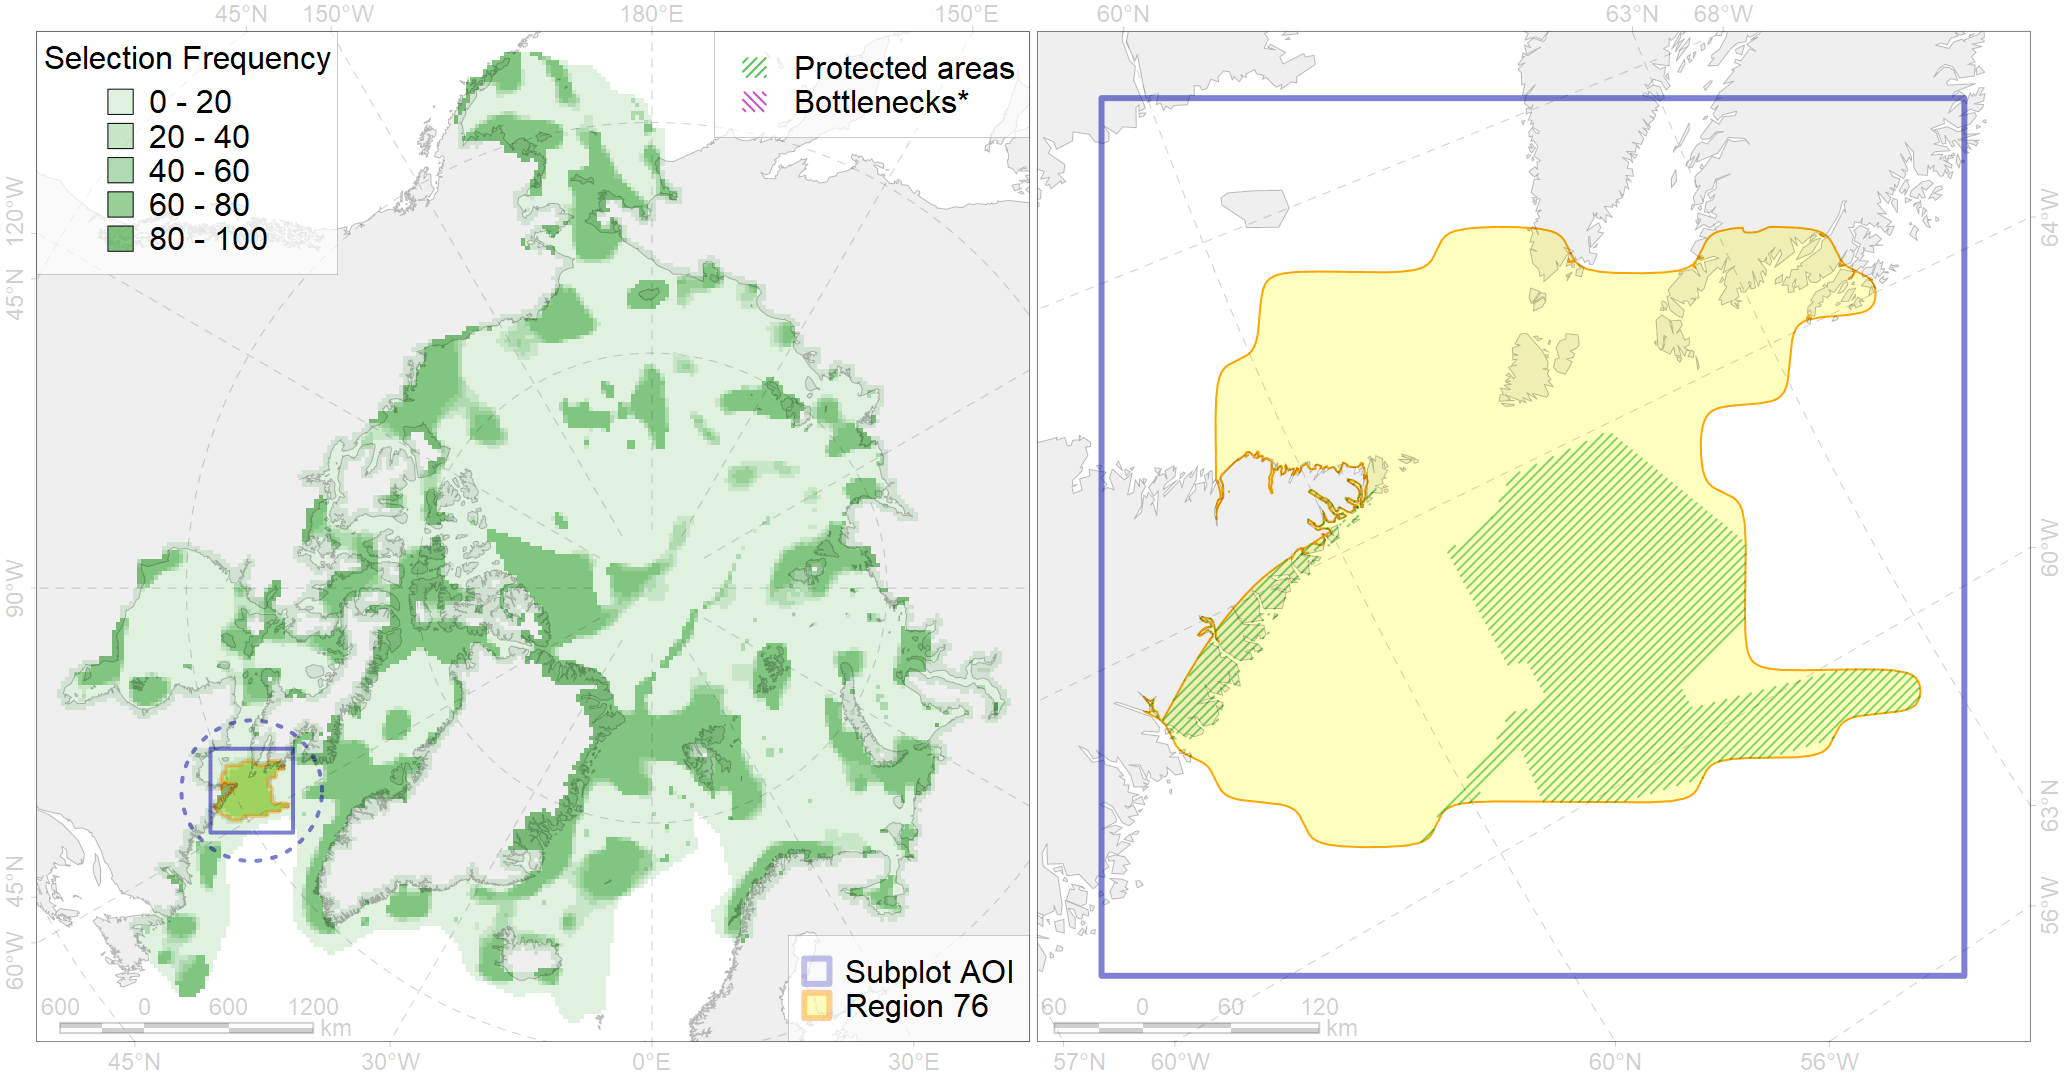 45°N 150°W 180°E 150°E 60°N 63°N 68°W
Selection Frequency
0 - 20
20 - 40
40 - 60
60 - 80
80 - 100
Protected areas
Bottlenecks*
120°W
45°N
90°W
45°N
60°W
64°W
60°W
63°N
56°W
Subplot AOI
Region 76
600 0 600 1200
km
60 0 60 120
km
45°N 30°W 0°E 30°E 57°N 60°W 60°N 56°W